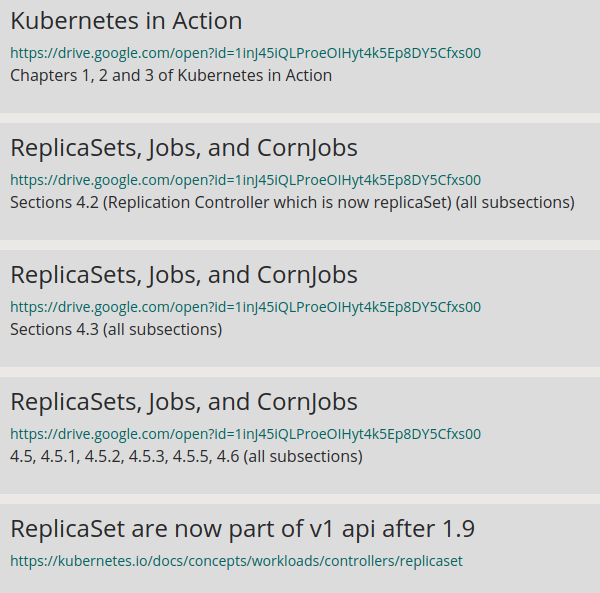 Kubernetes in Action
https://drive.google.com/open?id=1inJ45iQLProeOIHyt4k5Ep8DY5Cfxs00
Chapters 1, 2 and 3 of Kubernetes in Action
ReplicaSets, Jobs, and CornJobs
https://drive.google.com/open?id=1inJ45iQLProeOIHyt4k5Ep8DY5Cfxs00
Sections 4.2 (Replication Controller which is now replicaSet) (all subsections)
ReplicaSets, Jobs, and CornJobs
https://drive.google.com/open?id=1inJ45iQLProeOIHyt4k5Ep8DY5Cfxs00
Sections 4.3 (all subsections)
ReplicaSets, Jobs, and CornJobs
https://drive.google.com/open?id=1inJ45iQLProeOIHyt4k5Ep8DY5Cfxs00
4.5, 4.5.1, 4.5.2, 4.5.3, 4.5.5, 4.6 (all subsections)
ReplicaSet are now part of v1 api after 1.9
https://kubernetes.io/docs/concepts/workloads/controllers/replicaset